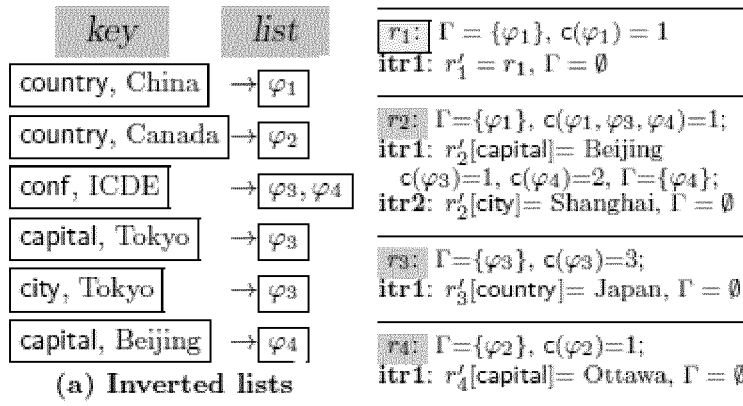 key list
country, China → φ1
country, Canada → φ2
conf, ICDE → φ3, φ4
capital, Tokyo → φ3
city, Tokyo → φ3
capital, Beijing → φ4
(a) Inverted lists
r1: Γ = {φ1}, c(φ1) = 1
itr1: r′1 = r1, Γ = ∅
r2: Γ={φ1}, c(φ1, φ3, φ4)=1;
itr1: r′2[capital]= Beijing
c(φ3)=1, c(φ4)=2, Γ={φ4};
itr2: r′2[city]= Shanghai, Γ = ∅
r3: Γ={φ3}, c(φ3)=3;
itr1: r′3[country]= Japan, Γ = ∅
r4: Γ={φ2}, c(φ2)=1;
itr1: r′4[capital]= Ottawa, Γ = ∅